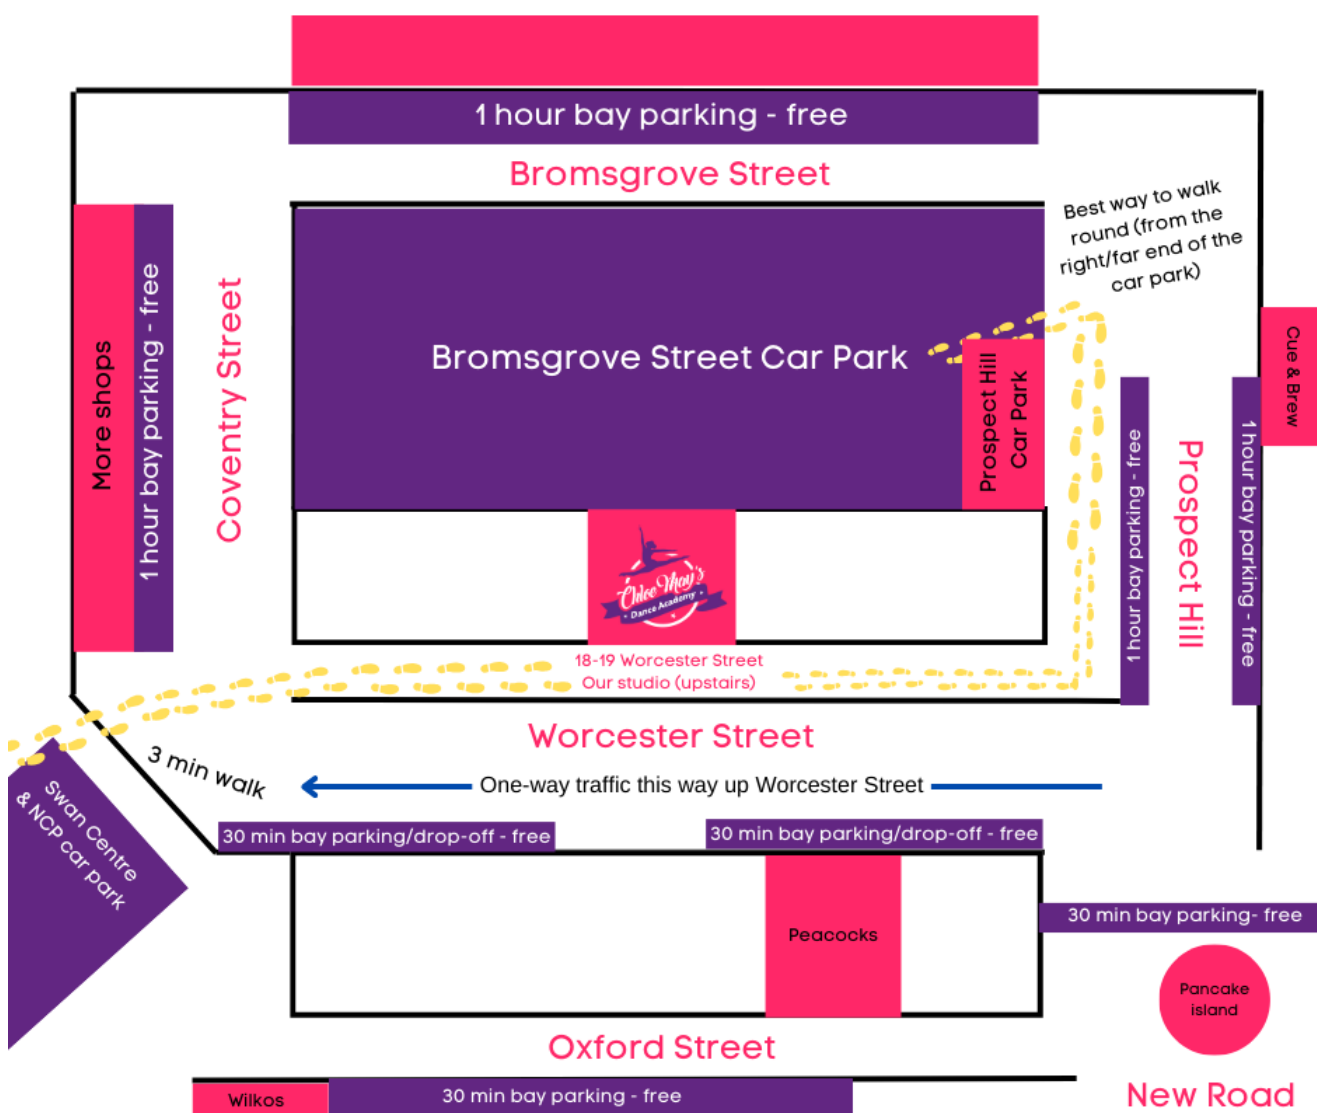 1 hour bay parking - free
Bromsgrove Street
Best way to walk
round (from the
right/far end of the
car park)
More shops
1 hour bay parking - free
Coventry Street
Bromsgrove Street Car Park
Prospect Hill
Car Park
Cue & Brew
1 hour bay parking - free
Prospect Hill
1 hour bay parking - free
Chloe May's
Dance Academy
18-19 Worcester Street
Our studio (upstairs)
Worcester Street
3 min walk
One-way traffic this way up Worcester Street
Swan Centre
& NCP car park
30 min bay parking/drop-off - free
30 min bay parking/drop-off - free
Peacocks
30 min bay parking- free
Pancake
island
Oxford Street
New Road
Wilkos
30 min bay parking - free